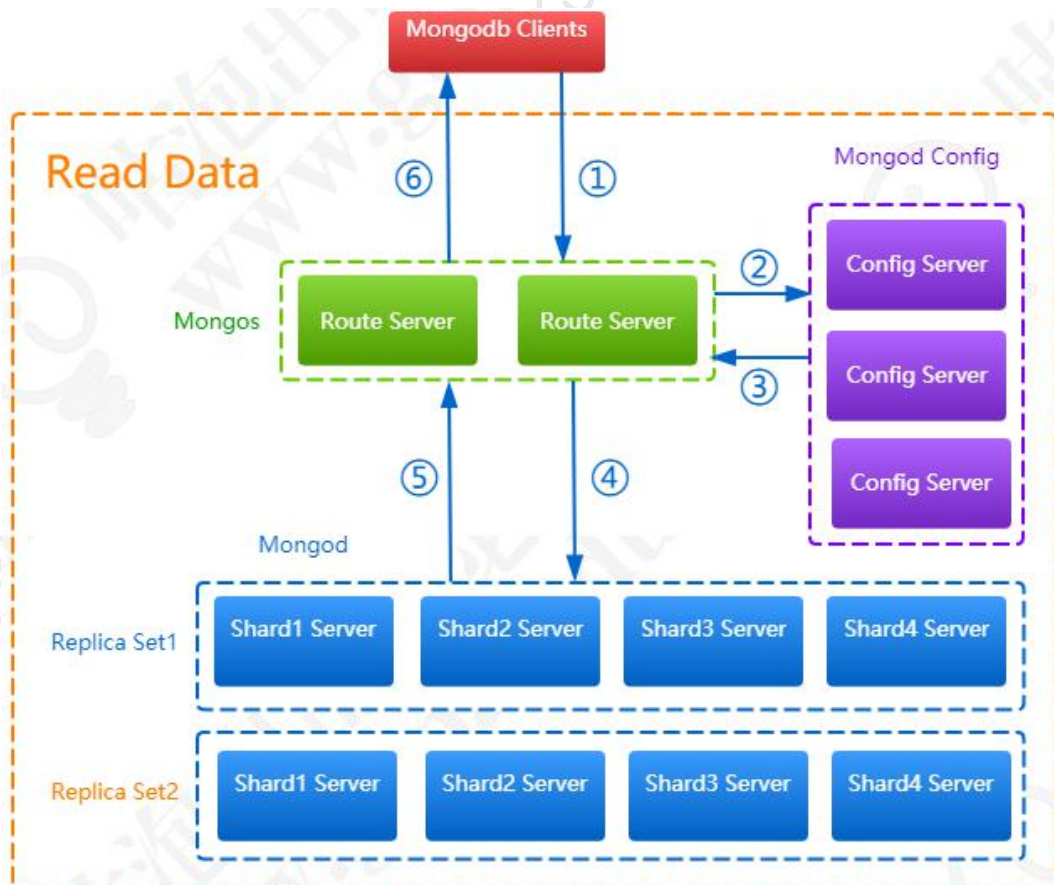 Mongodb Clients
Read Data
⑥
①
Mongod Config
Config Server
②
Mongos
Route Server
Route Server
③
Config Server
⑤
④
Config Server
Mongod
Replica Set1
Shard1 Server
Shard2 Server
Shard3 Server
Shard4 Server
Replica Set2
Shard1 Server
Shard2 Server
Shard3 Server
Shard4 Server